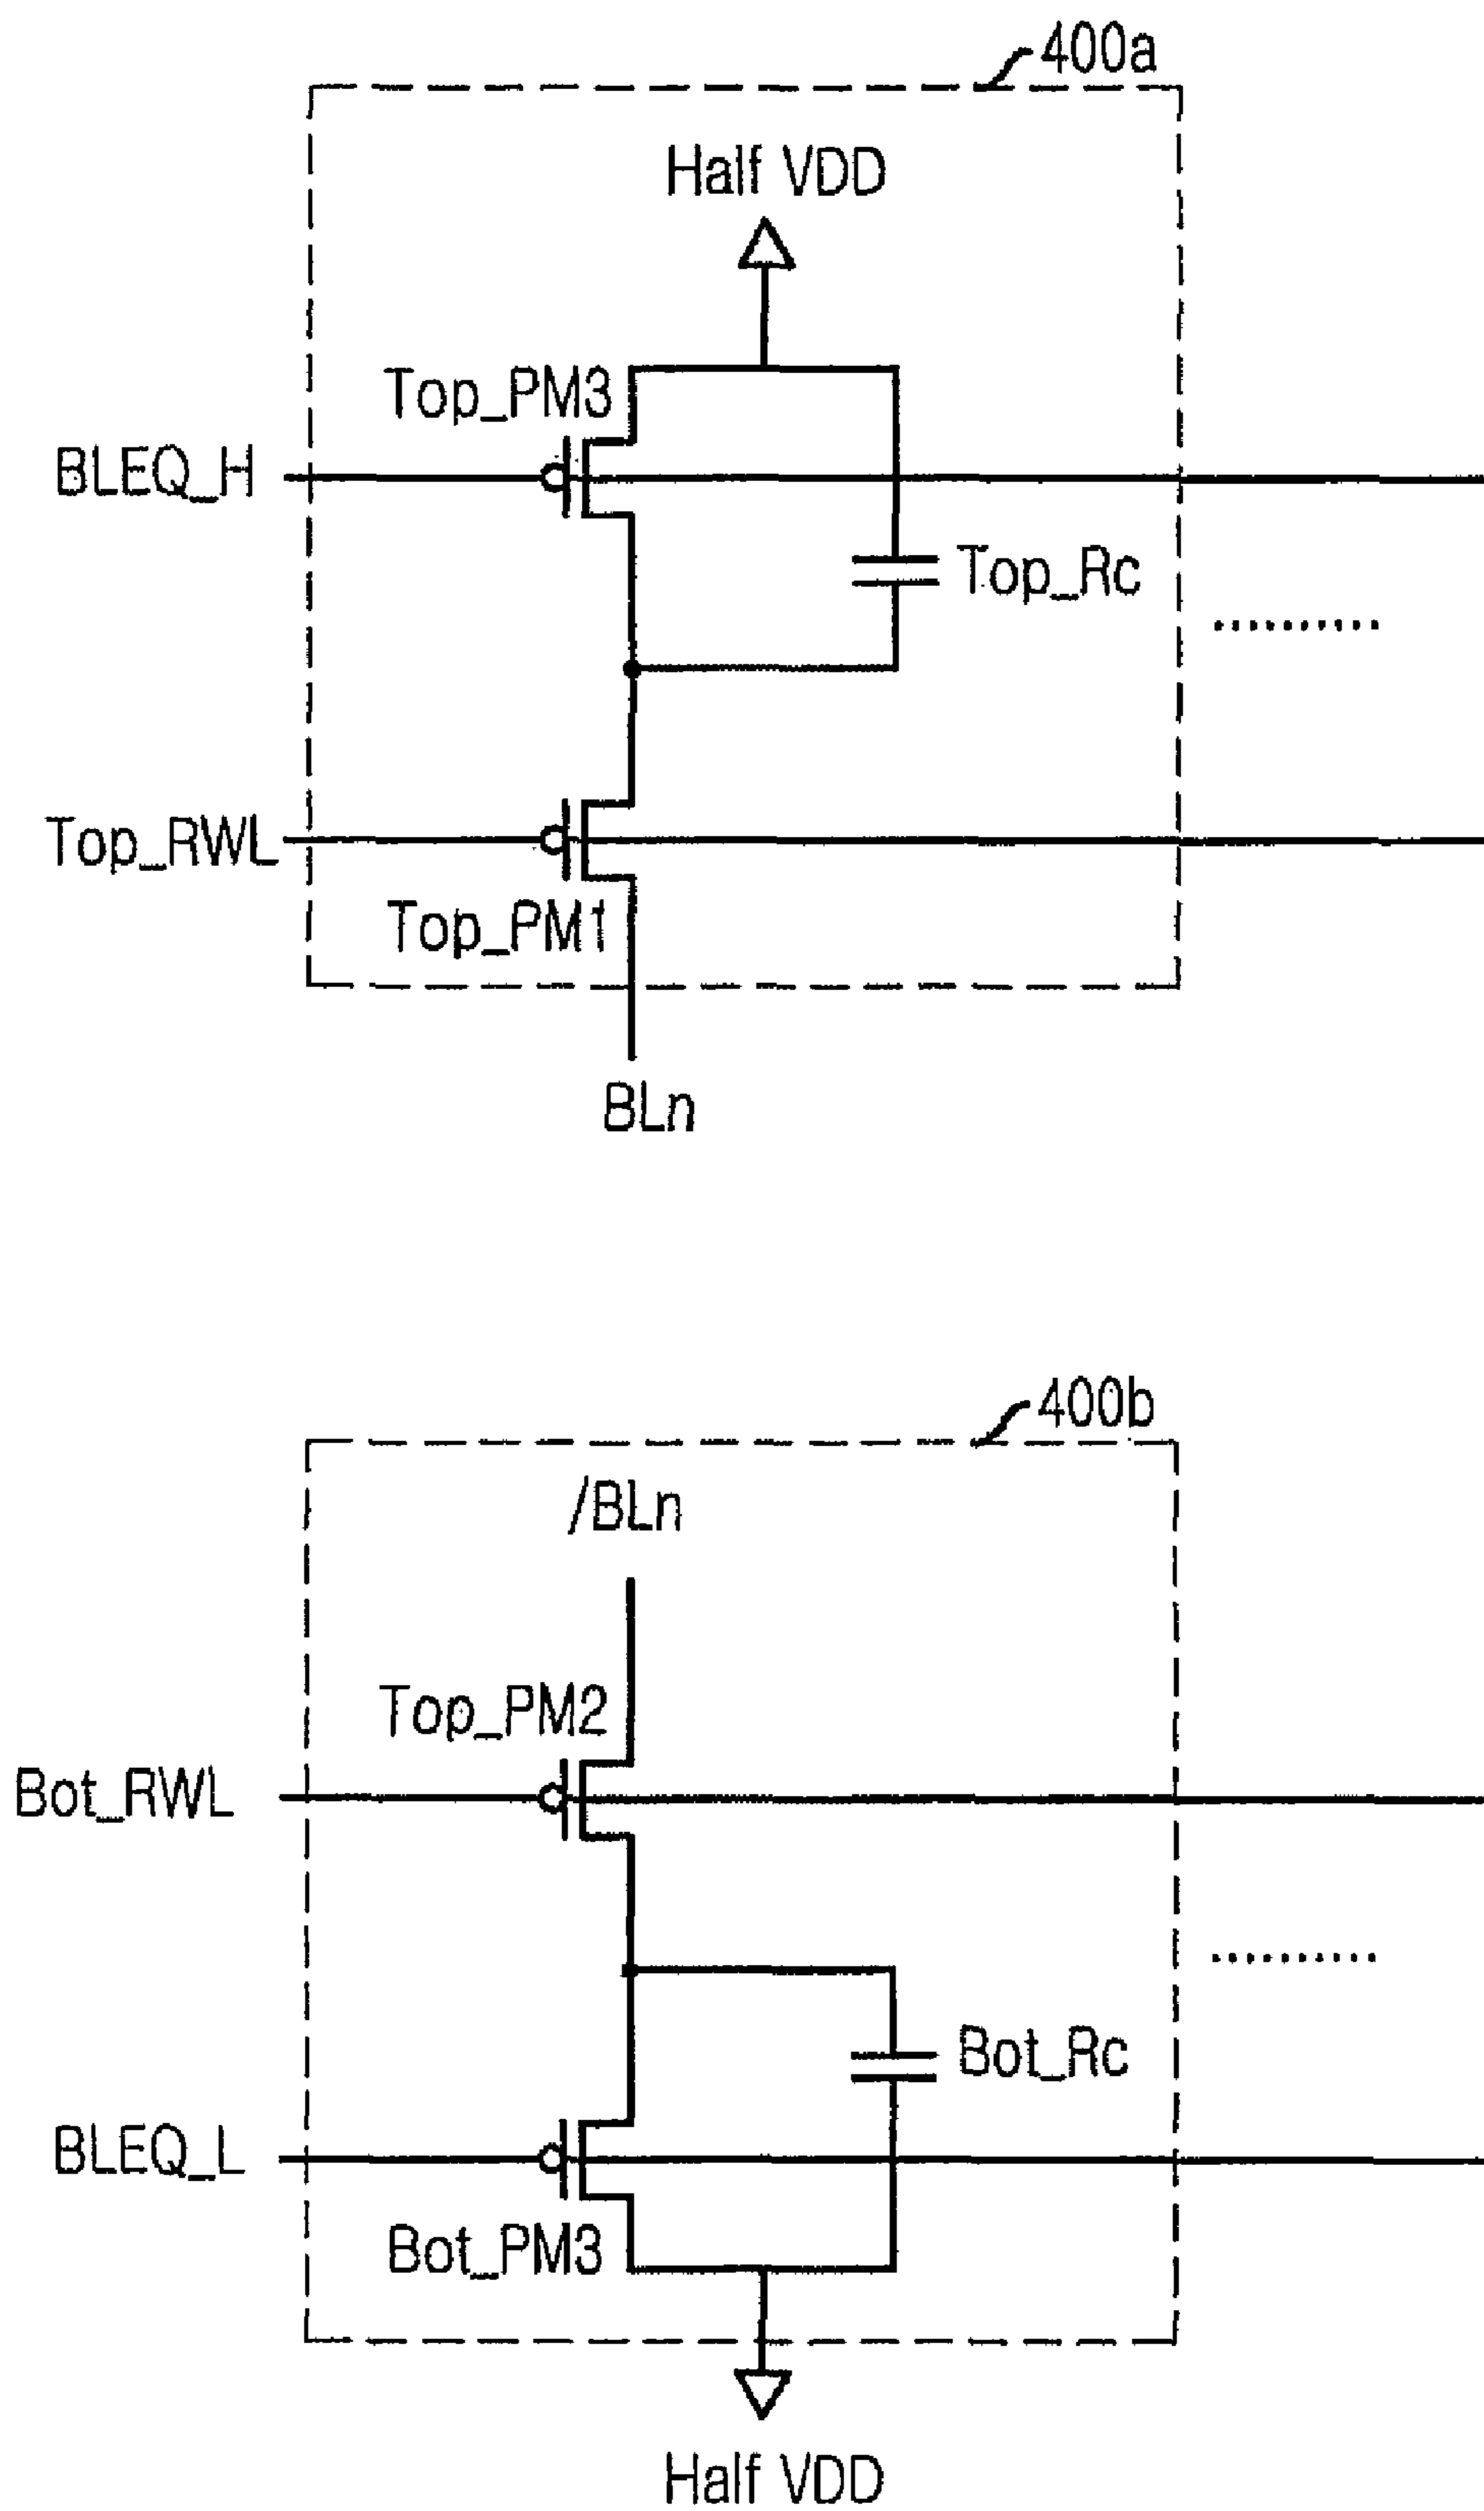 400a
Half VDD
Top_PM3
BLEQ_H
Top_Rc
Top_RWL
Top_PM1
BLn
400b
/BLn
Top_PM2
Bot_RWL
Bot_Rc
BLEQ_L
Bot_PM3
Half VDD